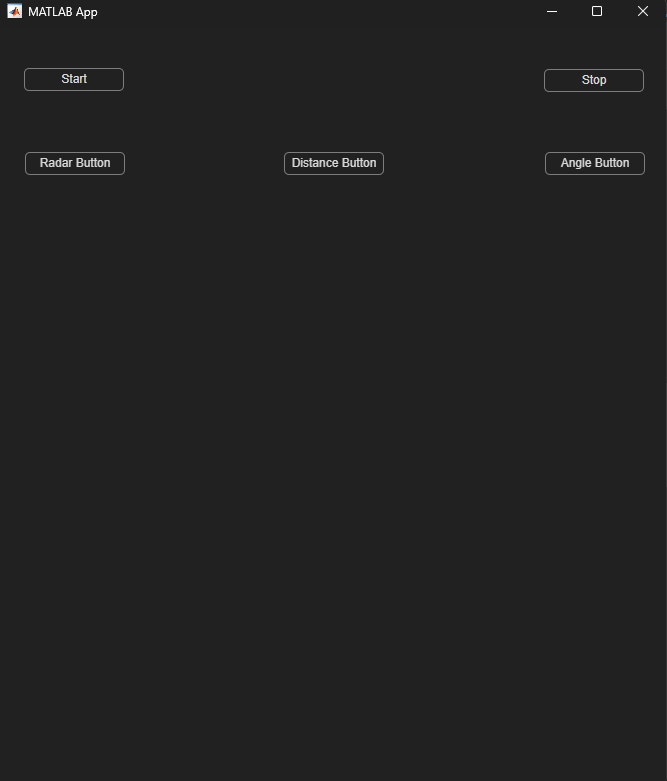 MATLAB App
Start
Stop
Radar Button
Distance Button
Angle Button